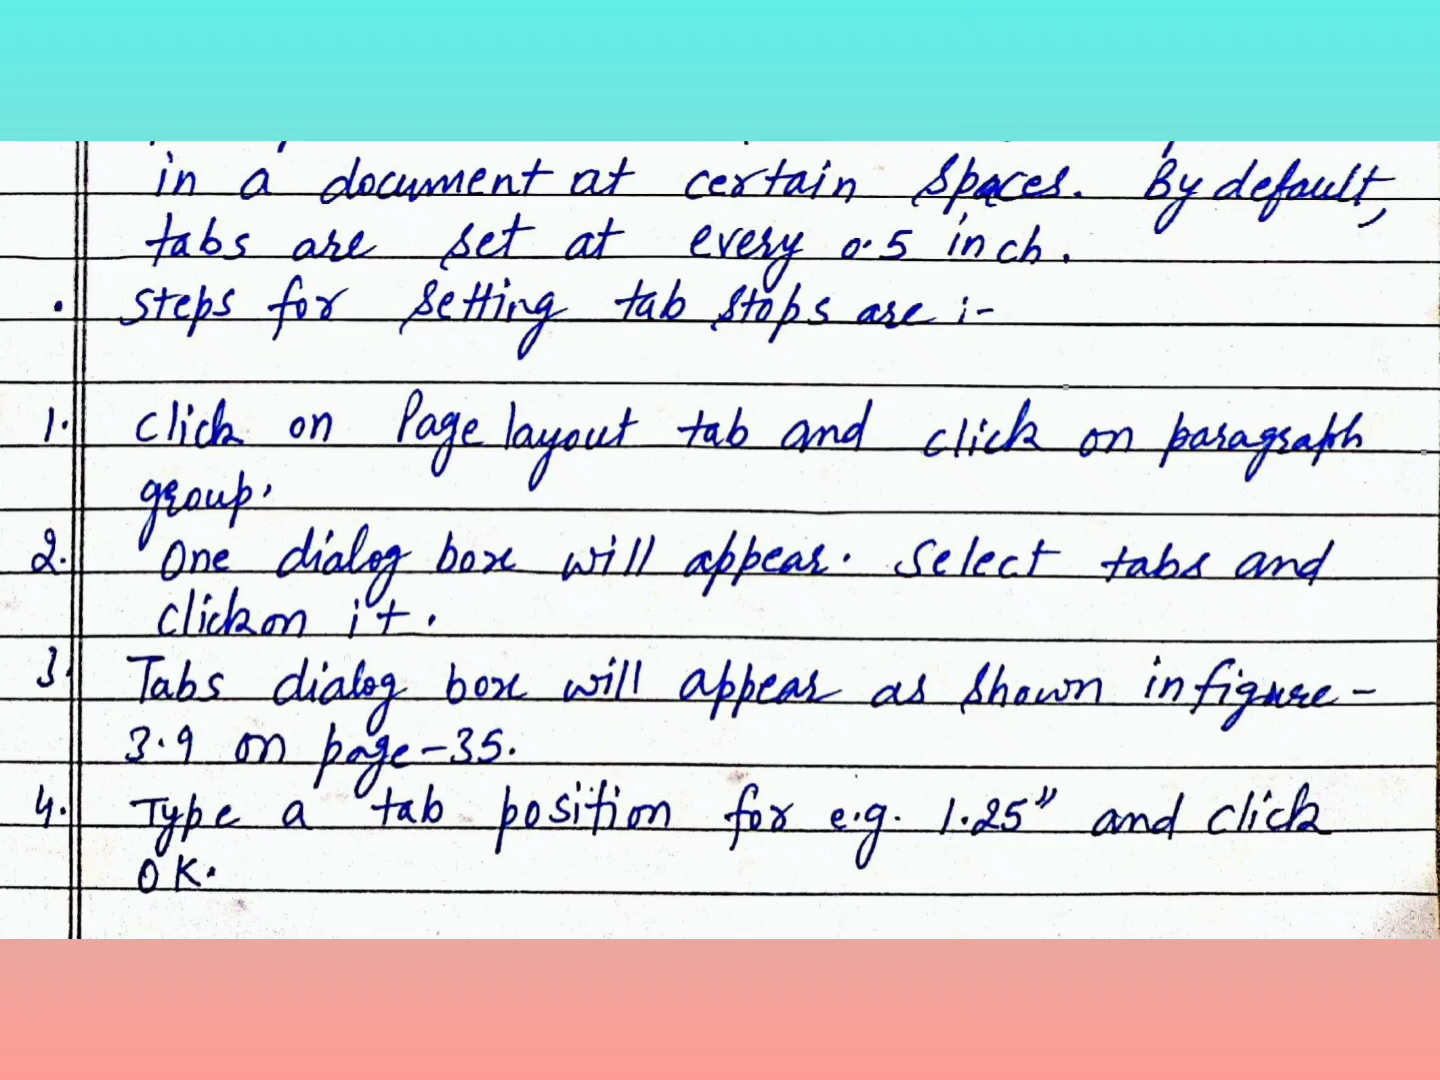 in a document at certain spaces. By default,
tabs are set at every 0.5 inch.
• steps for setting tab stops are :-
1. click on Page layout tab and click on paragraph
group.
2. One dialog box will appear. Select tabs and
click on it.
3. Tabs dialog box will appear as shown in figure-
3.9 on page-35.
4. Type a tab position for e.g. 1.25" and click
OK.